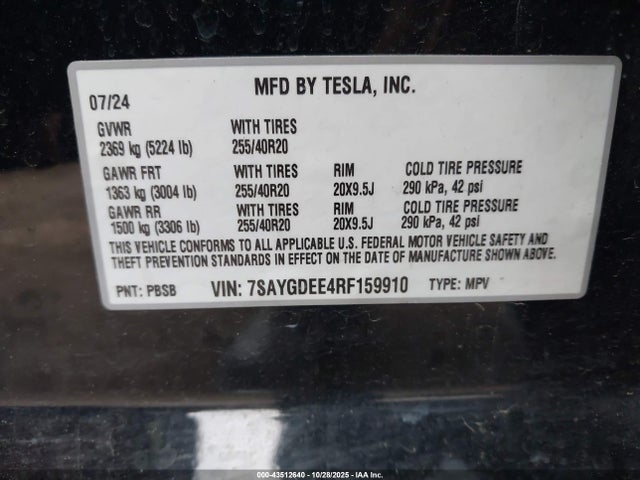 MFD BY TESLA, INC.
07/24
GVWR WITH TIRES
2369 kg (5224 lb) 255/40R20
GAWR FRT WITH TIRES RIM COLD TIRE PRESSURE
1363 kg (3004 lb) 255/40R20 20X9.5J 290 kPa, 42 psi
GAWR RR WITH TIRES RIM COLD TIRE PRESSURE
1500 kg (3306 lb) 255/40R20 20X9.5J 290 kPa, 42 psi
THIS VEHICLE CONFORMS TO ALL APPLICABLE U.S. FEDERAL MOTOR VEHICLE SAFETY AND
THEFT PREVENTION STANDARDS IN EFFECT ON THE DATE OF MANUFACTURE SHOWN ABOVE.
PNT: PBSB VIN: 7SAYGDEE4RF159910 TYPE: MPV
000-43512640 - 10/28/2025 - IAA Inc.